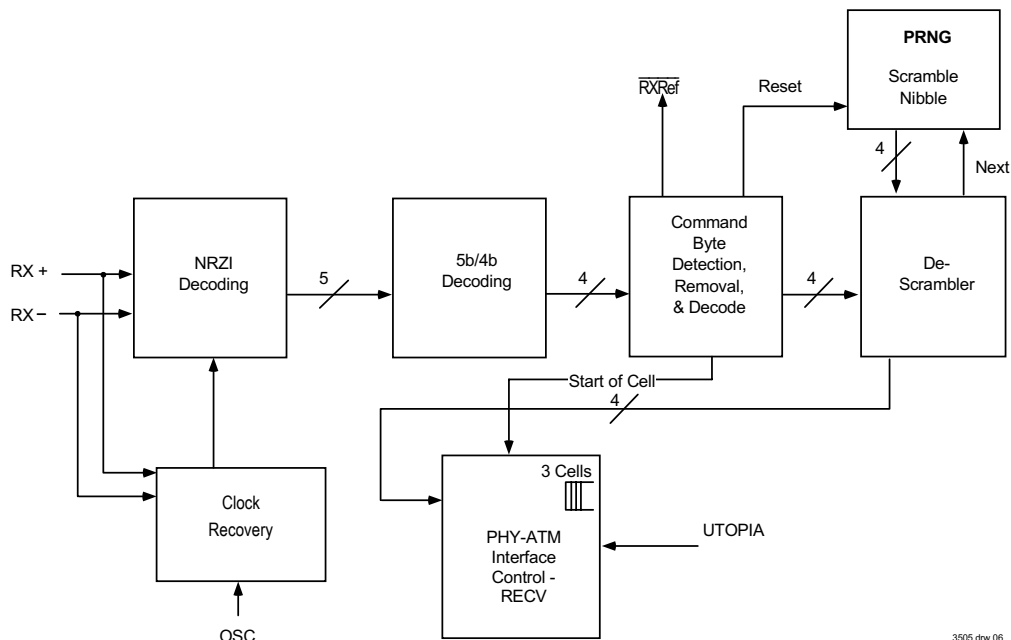 PRNG
Scramble
Nibble
RXRef
Reset
4
Next
RX +
RX –
NRZI
Decoding
5
5b/4b
Decoding
4
Command
Byte
Detection,
Removal,
& Decode
4
De-
Scrambler
Start of Cell
4
Clock
Recovery
OSC
3 Cells
PHY-ATM
Interface
Control -
RECV
UTOPIA
3505 drw 06